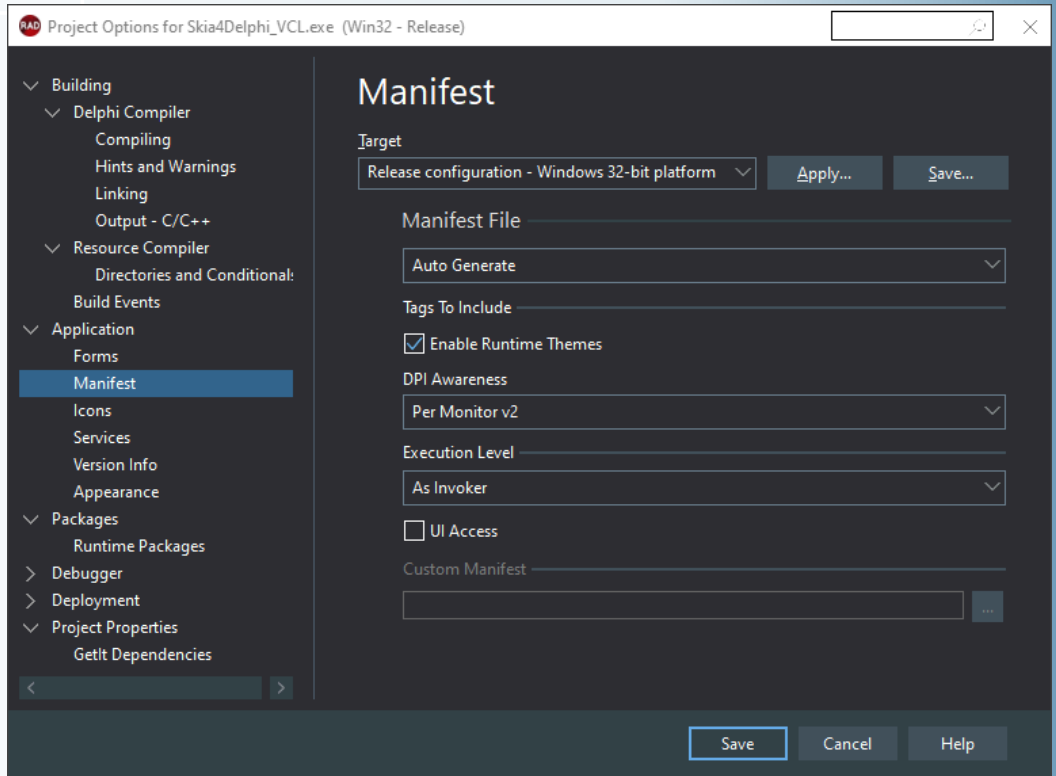 RAD Project Options for Skia4Delphi_VCL.exe (Win32 - Release)
Building
Delphi Compiler
Compiling
Hints and Warnings
Linking
Output - C/C++
Resource Compiler
Directories and Conditionals
Build Events
Application
Forms
Manifest
Icons
Services
Version Info
Appearance
Packages
Runtime Packages
Debugger
Deployment
Project Properties
GetIt Dependencies
Manifest
Target
Release configuration - Windows 32-bit platform
Apply...
Save...
Manifest File
Auto Generate
Tags To Include
Enable Runtime Themes
DPI Awareness
Per Monitor v2
Execution Level
As Invoker
UI Access
Custom Manifest
...
Save
Cancel
Help